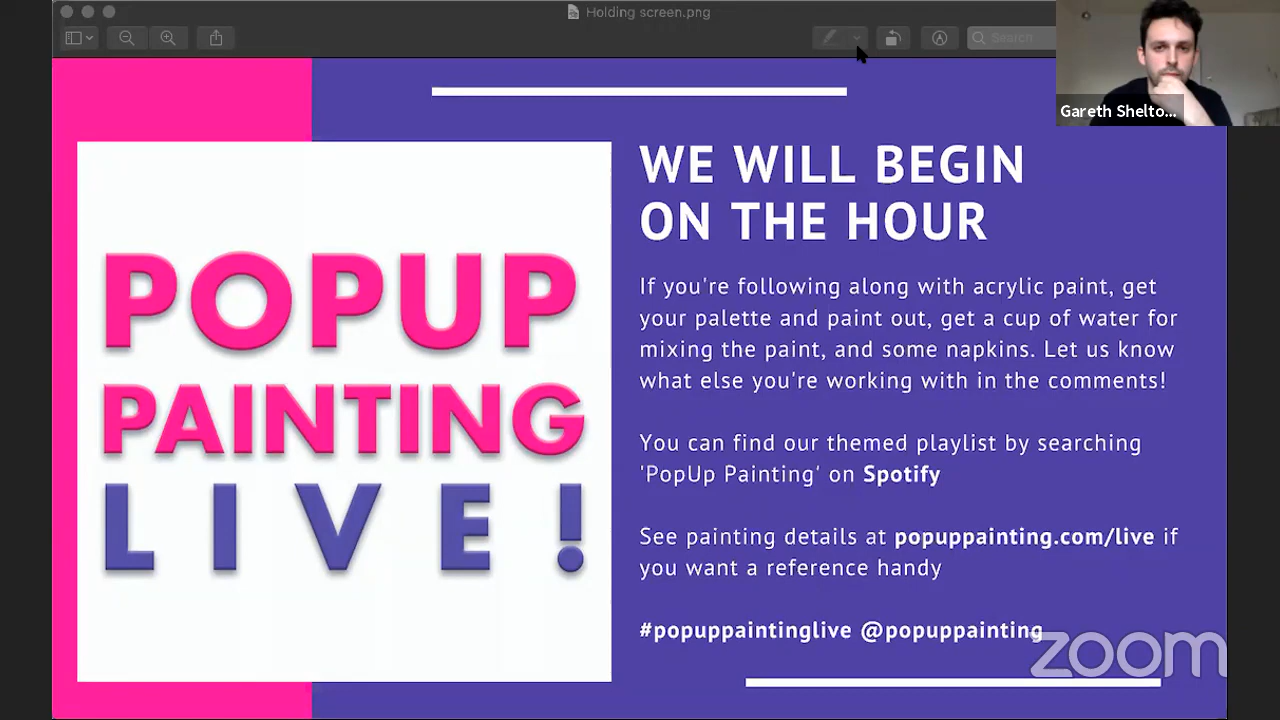 Holding screen.png
Search
Gareth Shelto...
POPUP
PAINTING
LIVE!
WE WILL BEGIN
ON THE HOUR
If you're following along with acrylic paint, get
your palette and paint out, get a cup of water for
mixing the paint, and some napkins. Let us know
what else you're working with in the comments!
You can find our themed playlist by searching
'PopUp Painting' on Spotify
See painting details at popuppainting.com/live if
you want a reference handy
#popuppaintinglive @popuppainting
zoom